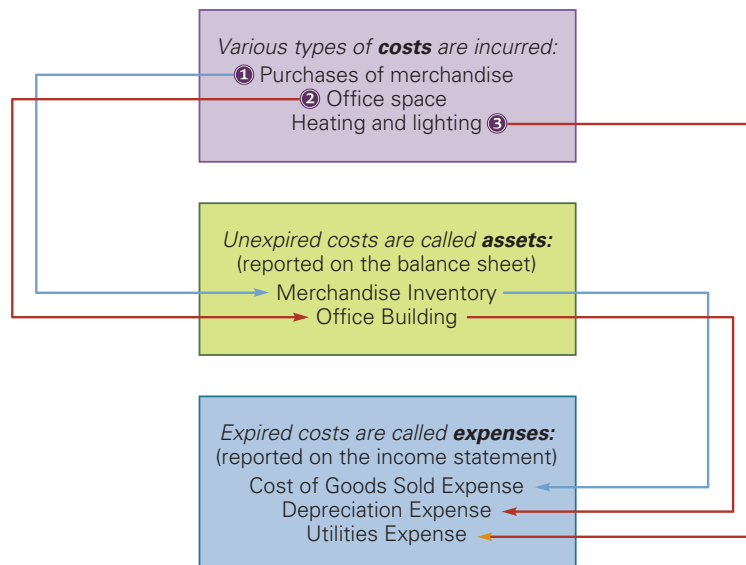 Various types of costs are incurred:
1 Purchases of merchandise
2 Office space
Heating and lighting 3
Unexpired costs are called assets:
(reported on the balance sheet)
Merchandise Inventory
Office Building
Expired costs are called expenses:
(reported on the income statement)
Cost of Goods Sold Expense
Depreciation Expense
Utilities Expense